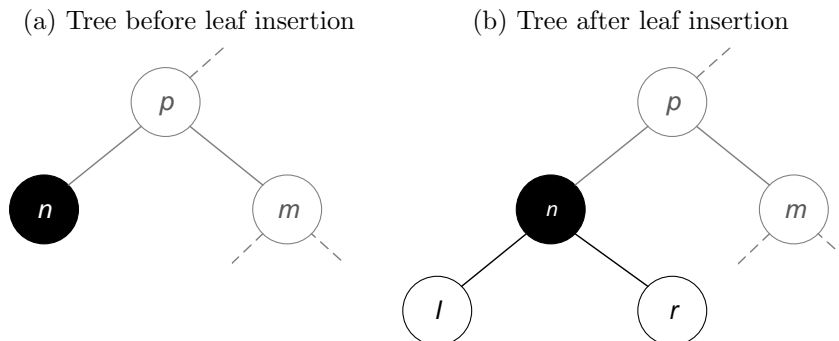 (a) Tree before leaf insertion
(b) Tree after leaf insertion
p
n
m
p
n
m
l
r